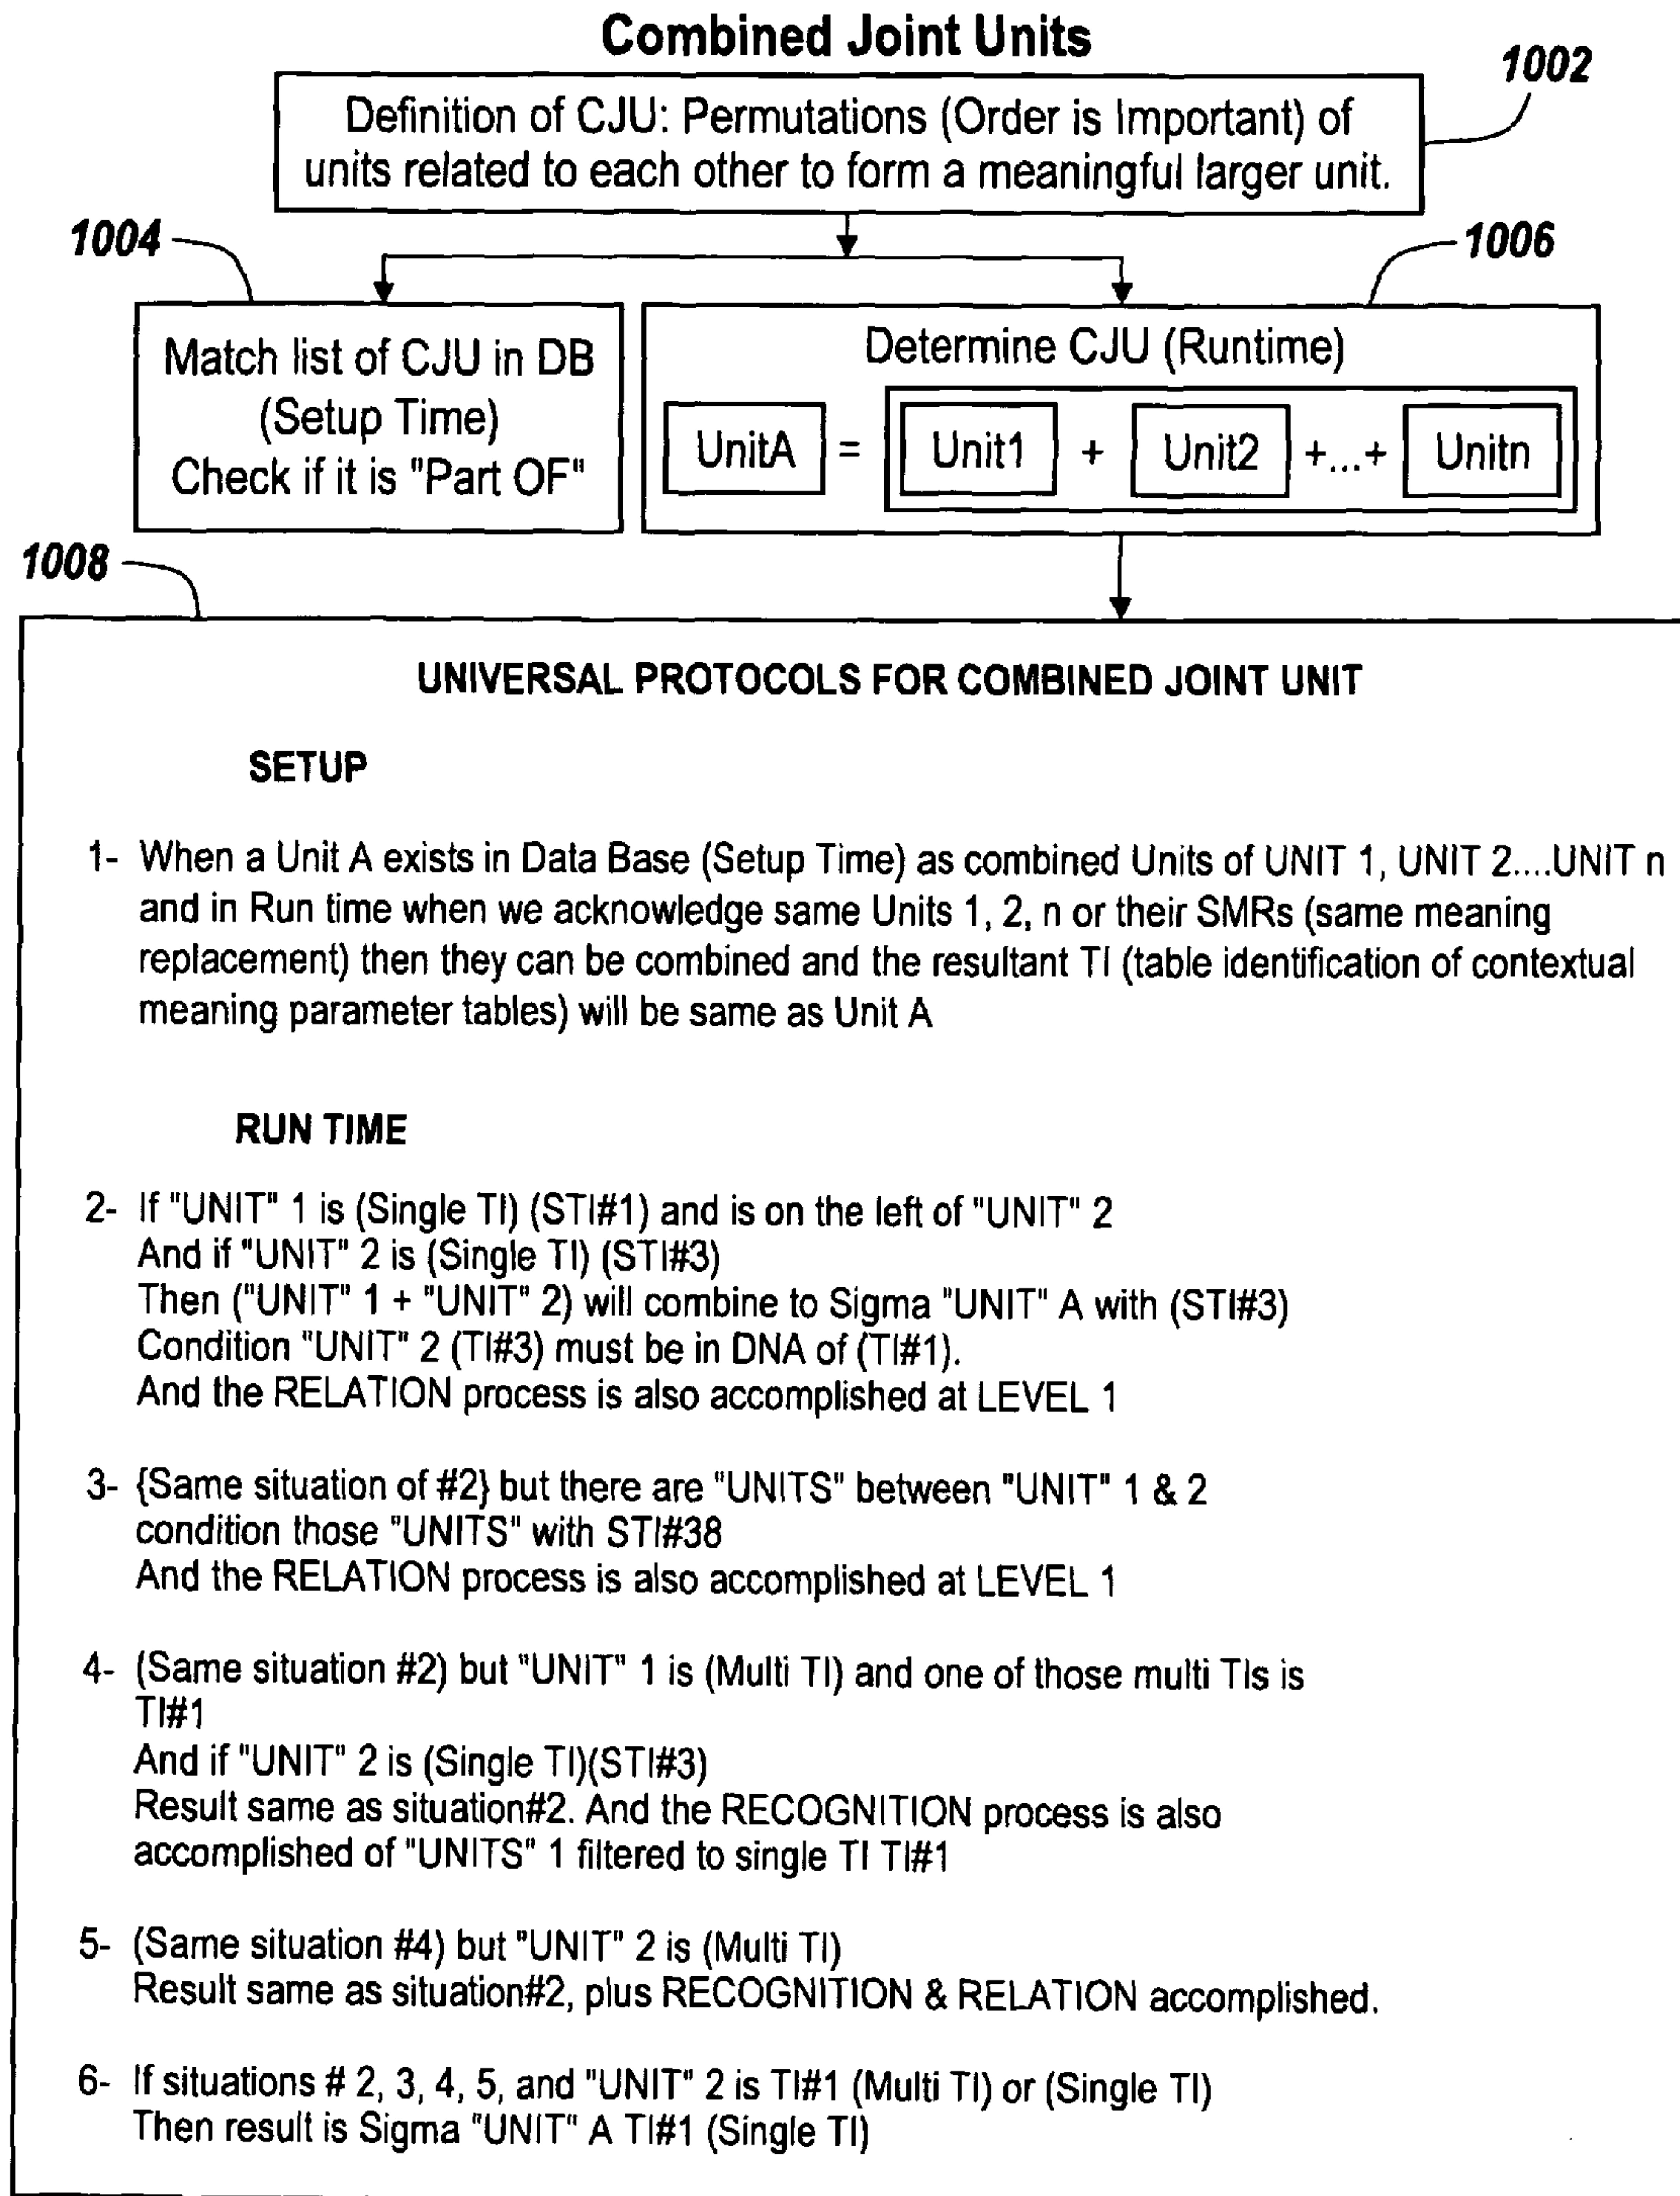 Combined Joint Units
1002
Definition of CJU: Permutations (Order is Important) of
units related to each other to form a meaningful larger unit.
1004
1006
Match list of CJU in DB
(Setup Time)
Check if it is "Part OF"
Determine CJU (Runtime)
UnitA = Unit1 + Unit2 +...+ Unitn
1008
UNIVERSAL PROTOCOLS FOR COMBINED JOINT UNIT
SETUP
1- When a Unit A exists in Data Base (Setup Time) as combined Units of UNIT 1, UNIT 2....UNIT n
and in Run time when we acknowledge same Units 1, 2, n or their SMRs (same meaning
replacement) then they can be combined and the resultant TI (table identification of contextual
meaning parameter tables) will be same as Unit A
RUN TIME
2- If "UNIT" 1 is (Single TI) (STI#1) and is on the left of "UNIT" 2
And if "UNIT" 2 is (Single TI) (STI#3)
Then ("UNIT" 1 + "UNIT" 2) will combine to Sigma "UNIT" A with (STI#3)
Condition "UNIT" 2 (TI#3) must be in DNA of (TI#1).
And the RELATION process is also accomplished at LEVEL 1
3- {Same situation of #2} but there are "UNITS" between "UNIT" 1 & 2
condition those "UNITS" with STI#38
And the RELATION process is also accomplished at LEVEL 1
4- (Same situation #2) but "UNIT" 1 is (Multi TI) and one of those multi TIs is
TI#1
And if "UNIT" 2 is (Single TI)(STI#3)
Result same as situation#2. And the RECOGNITION process is also
accomplished of "UNITS" 1 filtered to single TI TI#1
5- (Same situation #4) but "UNIT" 2 is (Multi TI)
Result same as situation#2, plus RECOGNITION & RELATION accomplished.
6- If situations # 2, 3, 4, 5, and "UNIT" 2 is TI#1 (Multi TI) or (Single TI)
Then result is Sigma "UNIT" A TI#1 (Single TI)